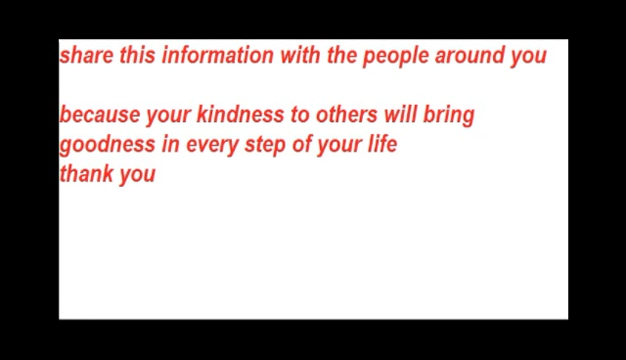 share this information with the people around you
because your kindness to others will bring
goodness in every step of your life
thank you